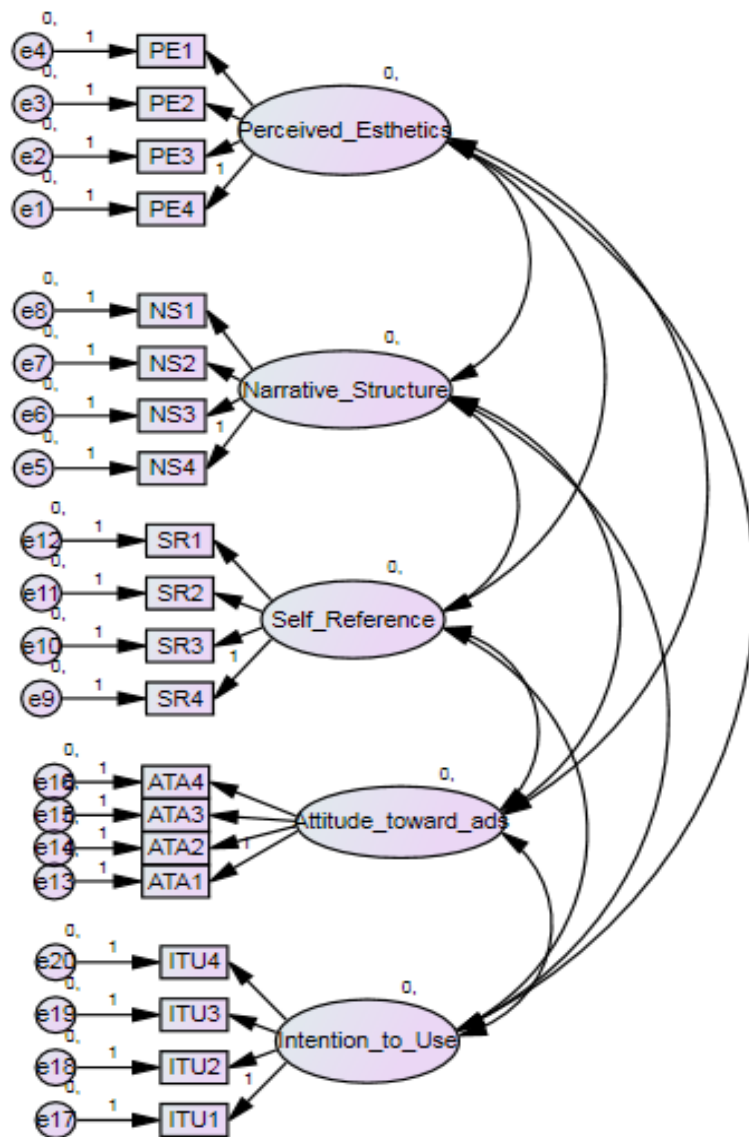 0,
e4 1 PE1
0,
e3 1 PE2
0,
e2 1 PE3
0,
e1 1 PE4
1
0,
Perceived_Esthetics
0,
e8 1 NS1
0,
e7 1 NS2
0,
e6 1 NS3
0,
e5 1 NS4
1
0,
Narrative_Structure
0,
e12 1 SR1
0,
e11 1 SR2
0,
e10 1 SR3
0,
e9 1 SR4
1
0,
Self_Reference
0,
e16 1 ATA4
e15 1 ATA3
e14 1 ATA2
e13 1 ATA1
1
0,
Attitude_toward_ads
0,
e20 1 ITU4
0,
e19 1 ITU3
0,
e18 1 ITU2
0,
e17 1 ITU1
1
0,
Intention_to_Use